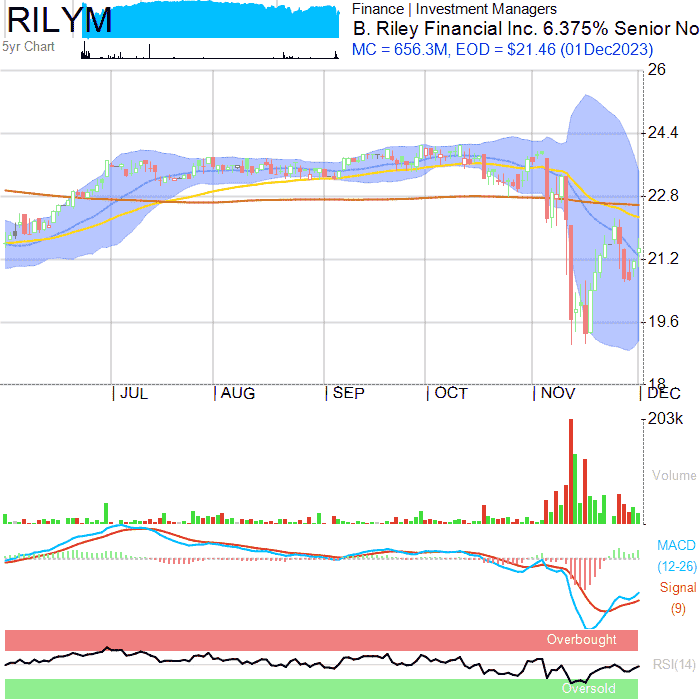 RILYM
5yr Chart
Finance | Investment Managers
B. Riley Financial Inc. 6.375% Senior No
MC = 656.3M, EOD = $21.46 (01Dec2023)
26
24.4
22.8
21.2
19.6
18
JUL
AUG
SEP
OCT
NOV
DEC
203k
Volume
MACD
(12-26)
Signal
(9)
Overbought
RSI(14)
Oversold